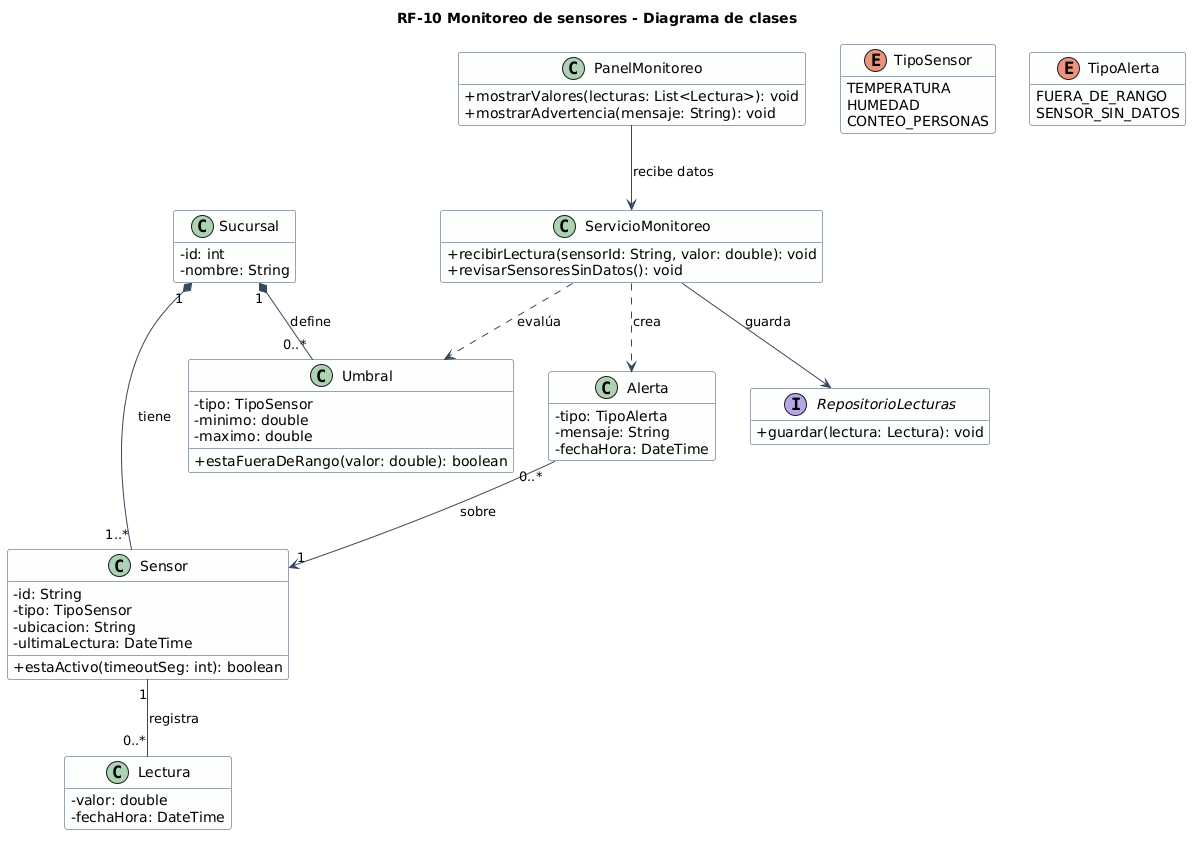 RF-10 Monitoreo de sensores - Diagrama de clases
C PanelMonitoreo
+mostrarValores(lecturas: List<Lectura>): void
+mostrarAdvertencia(mensaje: String): void
E TipoSensor
TEMPERATURA
HUMEDAD
CONTEO_PERSONAS
E TipoAlerta
FUERA_DE_RANGO
SENSOR_SIN_DATOS
recibe datos
C Sucursal
-id: int
-nombre: String
C ServicioMonitoreo
+recibirLectura(sensorId: String, valor: double): void
+revisarSensoresSinDatos(): void
1
1
define
0..*
evalúa
crea
guarda
C Umbral
-tipo: TipoSensor
-minimo: double
-maximo: double
+estaFueraDeRango(valor: double): boolean
C Alerta
-tipo: TipoAlerta
-mensaje: String
-fechaHora: DateTime
I RepositorioLecturas
+guardar(lectura: Lectura): void
tiene
0..*
sobre
1..*
1
C Sensor
-id: String
-tipo: TipoSensor
-ubicacion: String
-ultimaLectura: DateTime
+estaActivo(timeoutSeg: int): boolean
1
registra
0..*
C Lectura
-valor: double
-fechaHora: DateTime